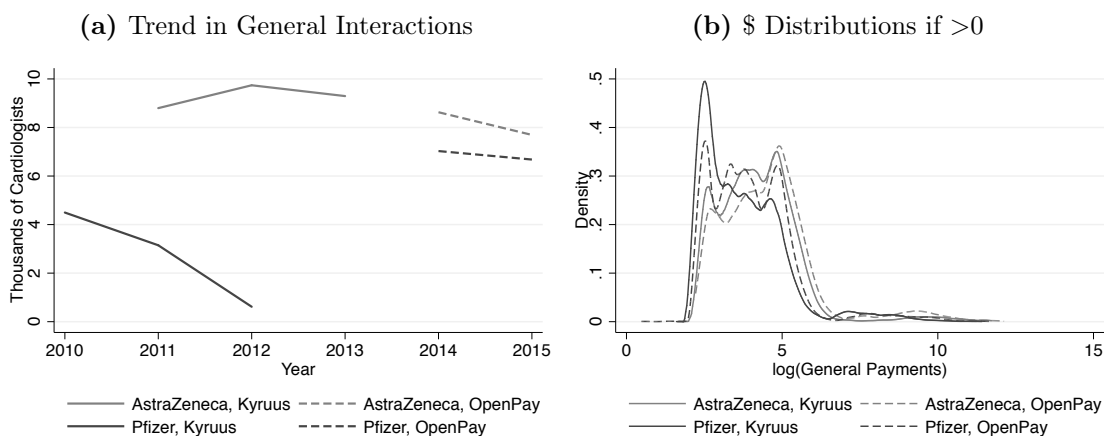 (a) Trend in General Interactions
Thousands of Cardiologists
10
8
6
4
2
0
2010 2011 2012 2013 2014 2015
Year
AstraZeneca, Kyruus AstraZeneca, OpenPay
Pfizer, Kyruus Pfizer, OpenPay
(b) $ Distributions if >0
Density
.5
.4
.3
.2
.1
0
0 5 10 15
log(General Payments)
AstraZeneca, Kyruus AstraZeneca, OpenPay
Pfizer, Kyruus Pfizer, OpenPay